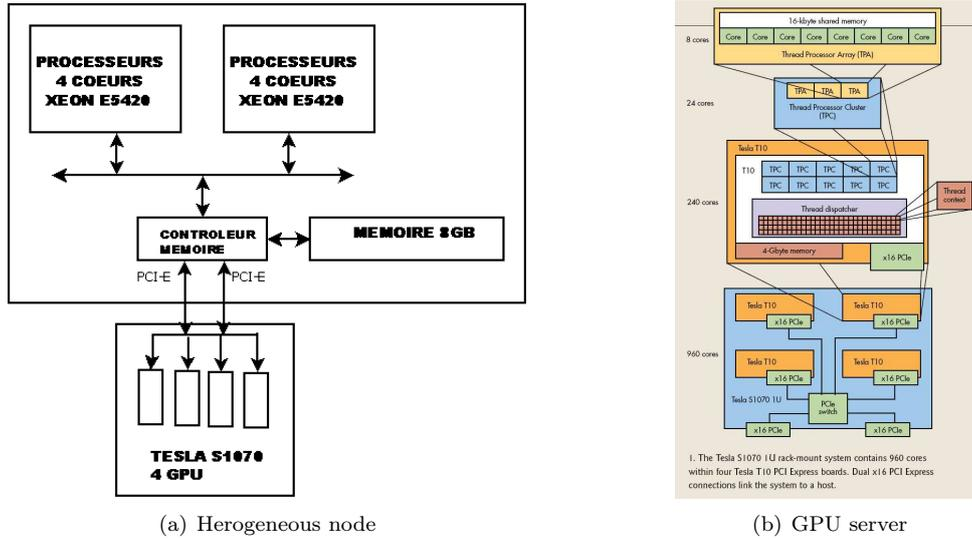 PROCESSEURS
4 COEURS
XEON E5420
PROCESSEURS
4 COEURS
XEON E5420
CONTROLEUR
MEMOIRE
MEMOIRE 8GB
PCI-E
PCI-E
TESLA S1070
4 GPU
(a) Herogeneous node
16-kbyte shared memory
8 cores
Core Core Core Core Core Core Core Core
Thread Processor Array (TPA)
TPA TPA TPA
24 cores
Thread Processor Cluster
(TPC)
Tesla T10
T10
TPC TPC TPC TPC TPC
TPC TPC TPC TPC TPC
Thread
context
240 cores
Thread dispatcher
4-Gbyte memory
x16 PCIe
Tesla T10
Tesla T10
x16 PCIe
x16 PCIe
960 cores
Tesla T10
Tesla T10
x16 PCIe
x16 PCIe
Tesla S1070 1U
PCIe
switch
x16 PCIe
x16 PCIe
1. The Tesla S1070 1U rack-mount system contains 960 cores
within four Tesla T10 PCI Express boards. Dual x16 PCI Express
connections link the system to a host.
(b) GPU server